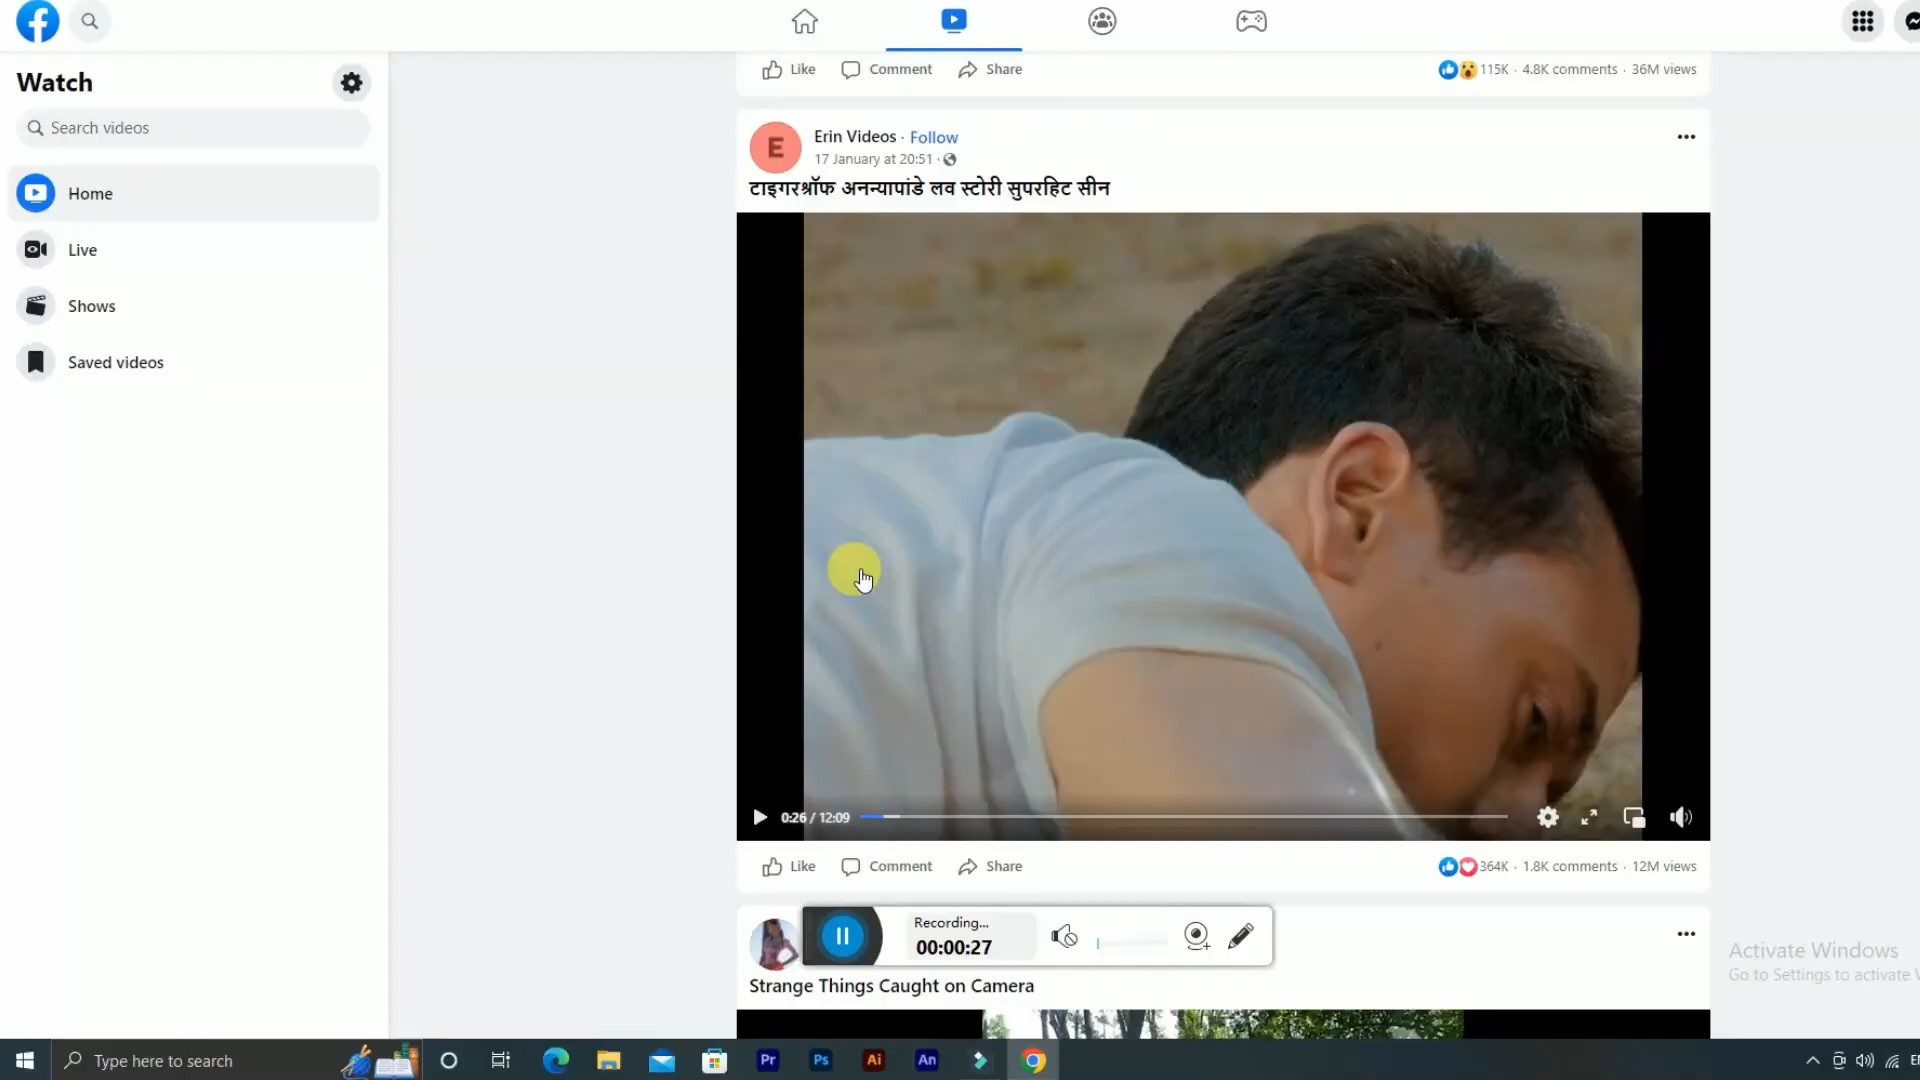 Watch
Search videos
Home
Live
Shows
Saved videos
Like Comment Share 115K · 4.8K comments · 36M views
E
Erin Videos · Follow
17 January at 20:51 ·
टाइगरश्रॉफ अनन्यापांडे लव स्टोरी सुपरहिट सीन
0:26 / 12:09
Like Comment Share 364K · 1.8K comments · 12M views
Recording...
00:00:27
Strange Things Caught on Camera
Activate Windows
Go to Settings to activate
Type here to search
Pr Ps Ai An